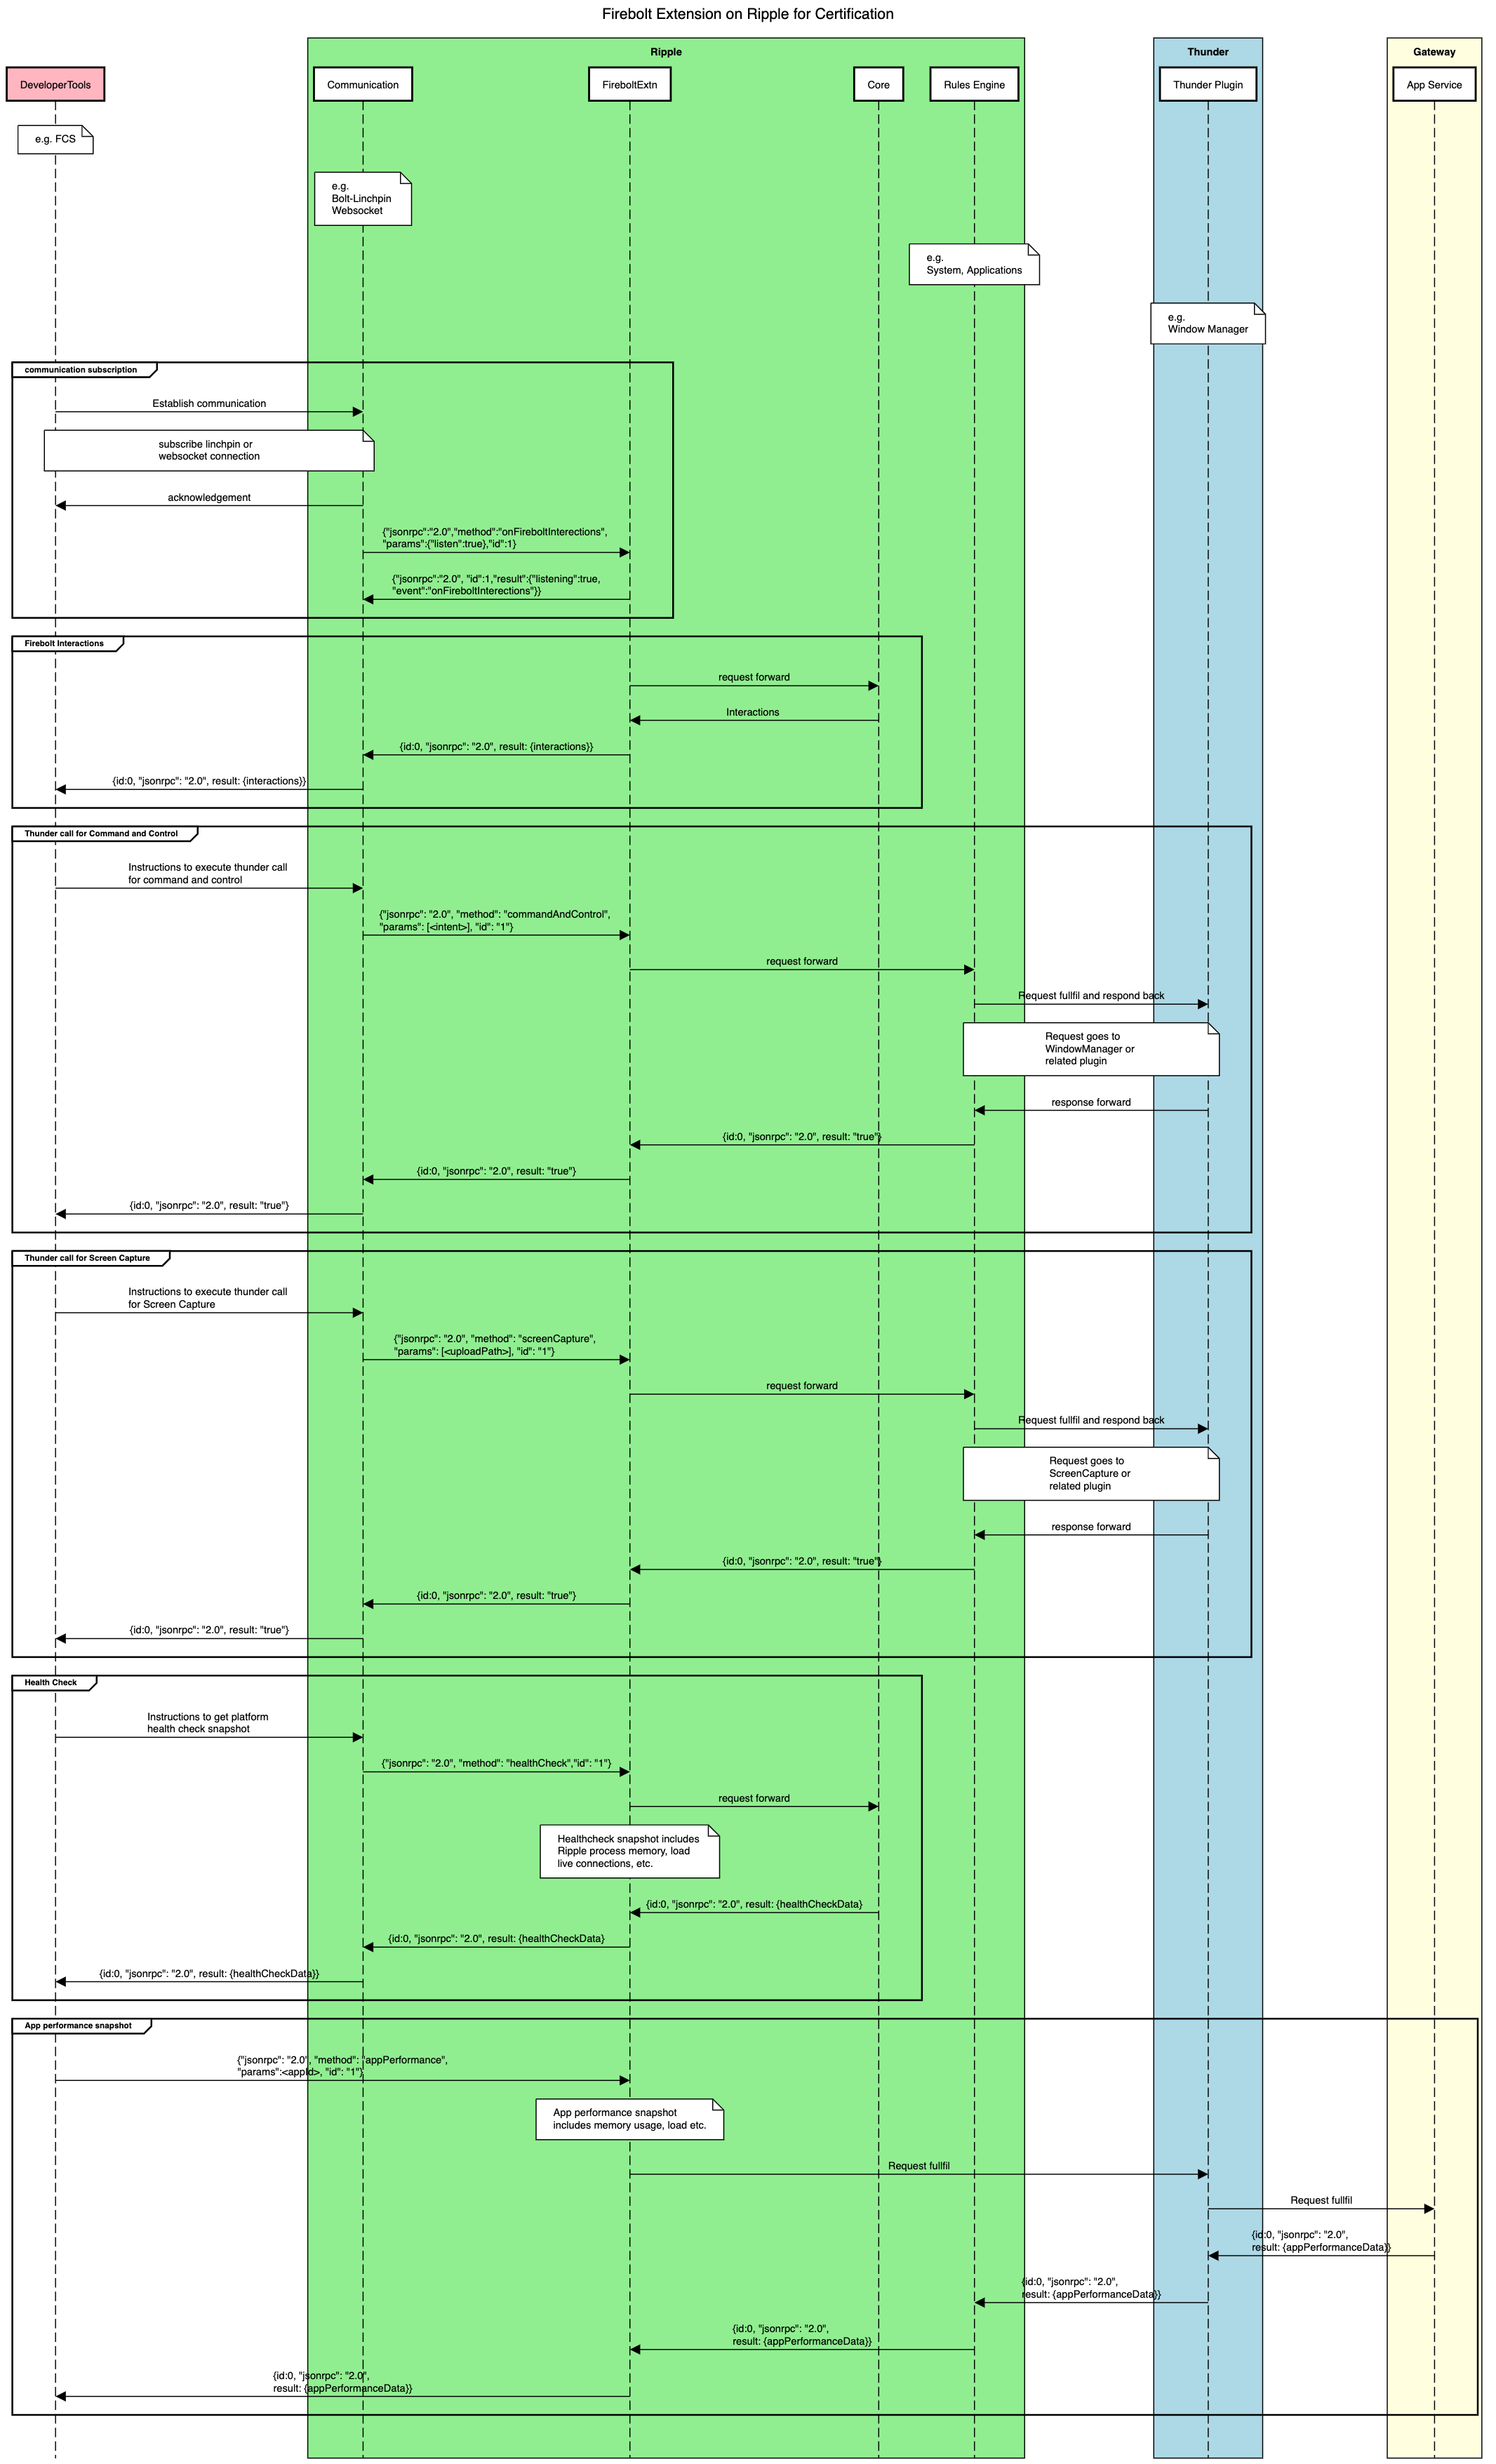 Firebolt Extension on Ripple for Certification
Ripple
Thunder
Gateway
DeveloperTools
Communication
FireboltExtn
Core
Rules Engine
Thunder Plugin
App Service
e.g. FCS
e.g.
Bolt-Linchpin
Websocket
e.g.
System, Applications
e.g.
Window Manager
communication subscription
Establish communication
subscribe linchpin or
websocket connection
acknowledgement
{"jsonrpc":"2.0","method":"onFireboltInterections",
"params":{"listen":true},"id":1}
{"jsonrpc":"2.0", "id":1,"result":{"listening":true,
"event":"onFireboltInterections"}}
Firebolt Interactions
request forward
Interactions
{id:0, "jsonrpc": "2.0", result: {interactions}}
{id:0, "jsonrpc": "2.0", result: {interactions}}
Thunder call for Command and Control
Instructions to execute thunder call
for command and control
{"jsonrpc": "2.0", "method": "commandAndControl",
"params": [<intent>], "id": "1"}
request forward
Request fullfil and respond back
Request goes to
WindowManager or
related plugin
response forward
{id:0, "jsonrpc": "2.0", result: "true"}
{id:0, "jsonrpc": "2.0", result: "true"}
{id:0, "jsonrpc": "2.0", result: "true"}
Thunder call for Screen Capture
Instructions to execute thunder call
for Screen Capture
{"jsonrpc": "2.0", "method": "screenCapture",
"params": [<uploadPath>], "id": "1"}
request forward
Request fullfil and respond back
Request goes to
ScreenCapture or
related plugin
response forward
{id:0, "jsonrpc": "2.0", result: "true"}
{id:0, "jsonrpc": "2.0", result: "true"}
{id:0, "jsonrpc": "2.0", result: "true"}
Health Check
Instructions to get platform
health check snapshot
{"jsonrpc": "2.0", "method": "healthCheck","id": "1"}
request forward
Healthcheck snapshot includes
Ripple process memory, load
live connections, etc.
{id:0, "jsonrpc": "2.0", result: {healthCheckData}
{id:0, "jsonrpc": "2.0", result: {healthCheckData}
{id:0, "jsonrpc": "2.0", result: {healthCheckData}}
App performance snapshot
{"jsonrpc": "2.0", "method": "appPerformance",
"params":<appId>, "id": "1"}
App performance snapshot
includes memory usage, load etc.
Request fullfil
Request fullfil
{id:0, "jsonrpc": "2.0",
result: {appPerformanceData}}
{id:0, "jsonrpc": "2.0",
result: {appPerformanceData}}
{id:0, "jsonrpc": "2.0",
result: {appPerformanceData}}
{id:0, "jsonrpc": "2.0",
result: {appPerformanceData}}